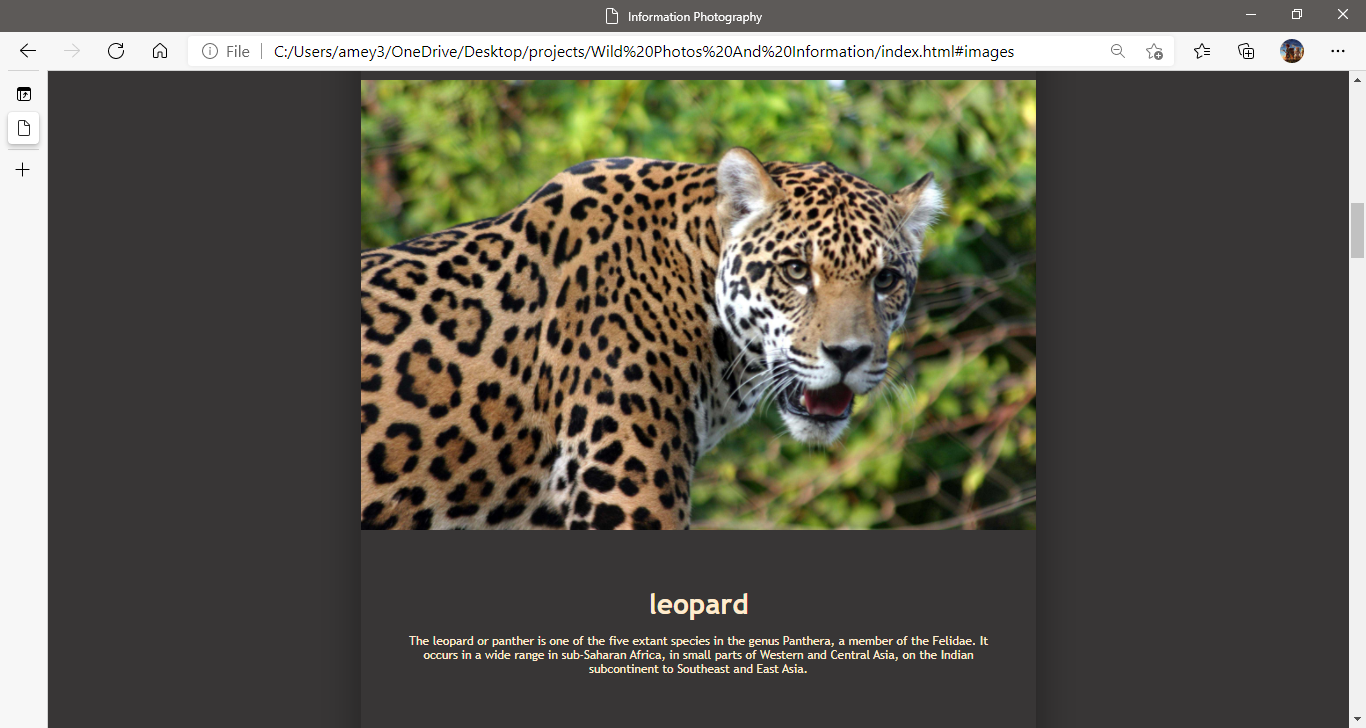 Information Photography
File
C:/Users/amey3/OneDrive/Desktop/projects/Wild%20Photos%20And%20Information/index.html#images
leopard
The leopard or panther is one of the five extant species in the genus Panthera, a member of the Felidae. It
occurs in a wide range in sub-Saharan Africa, in small parts of Western and Central Asia, on the Indian
subcontinent to Southeast and East Asia.